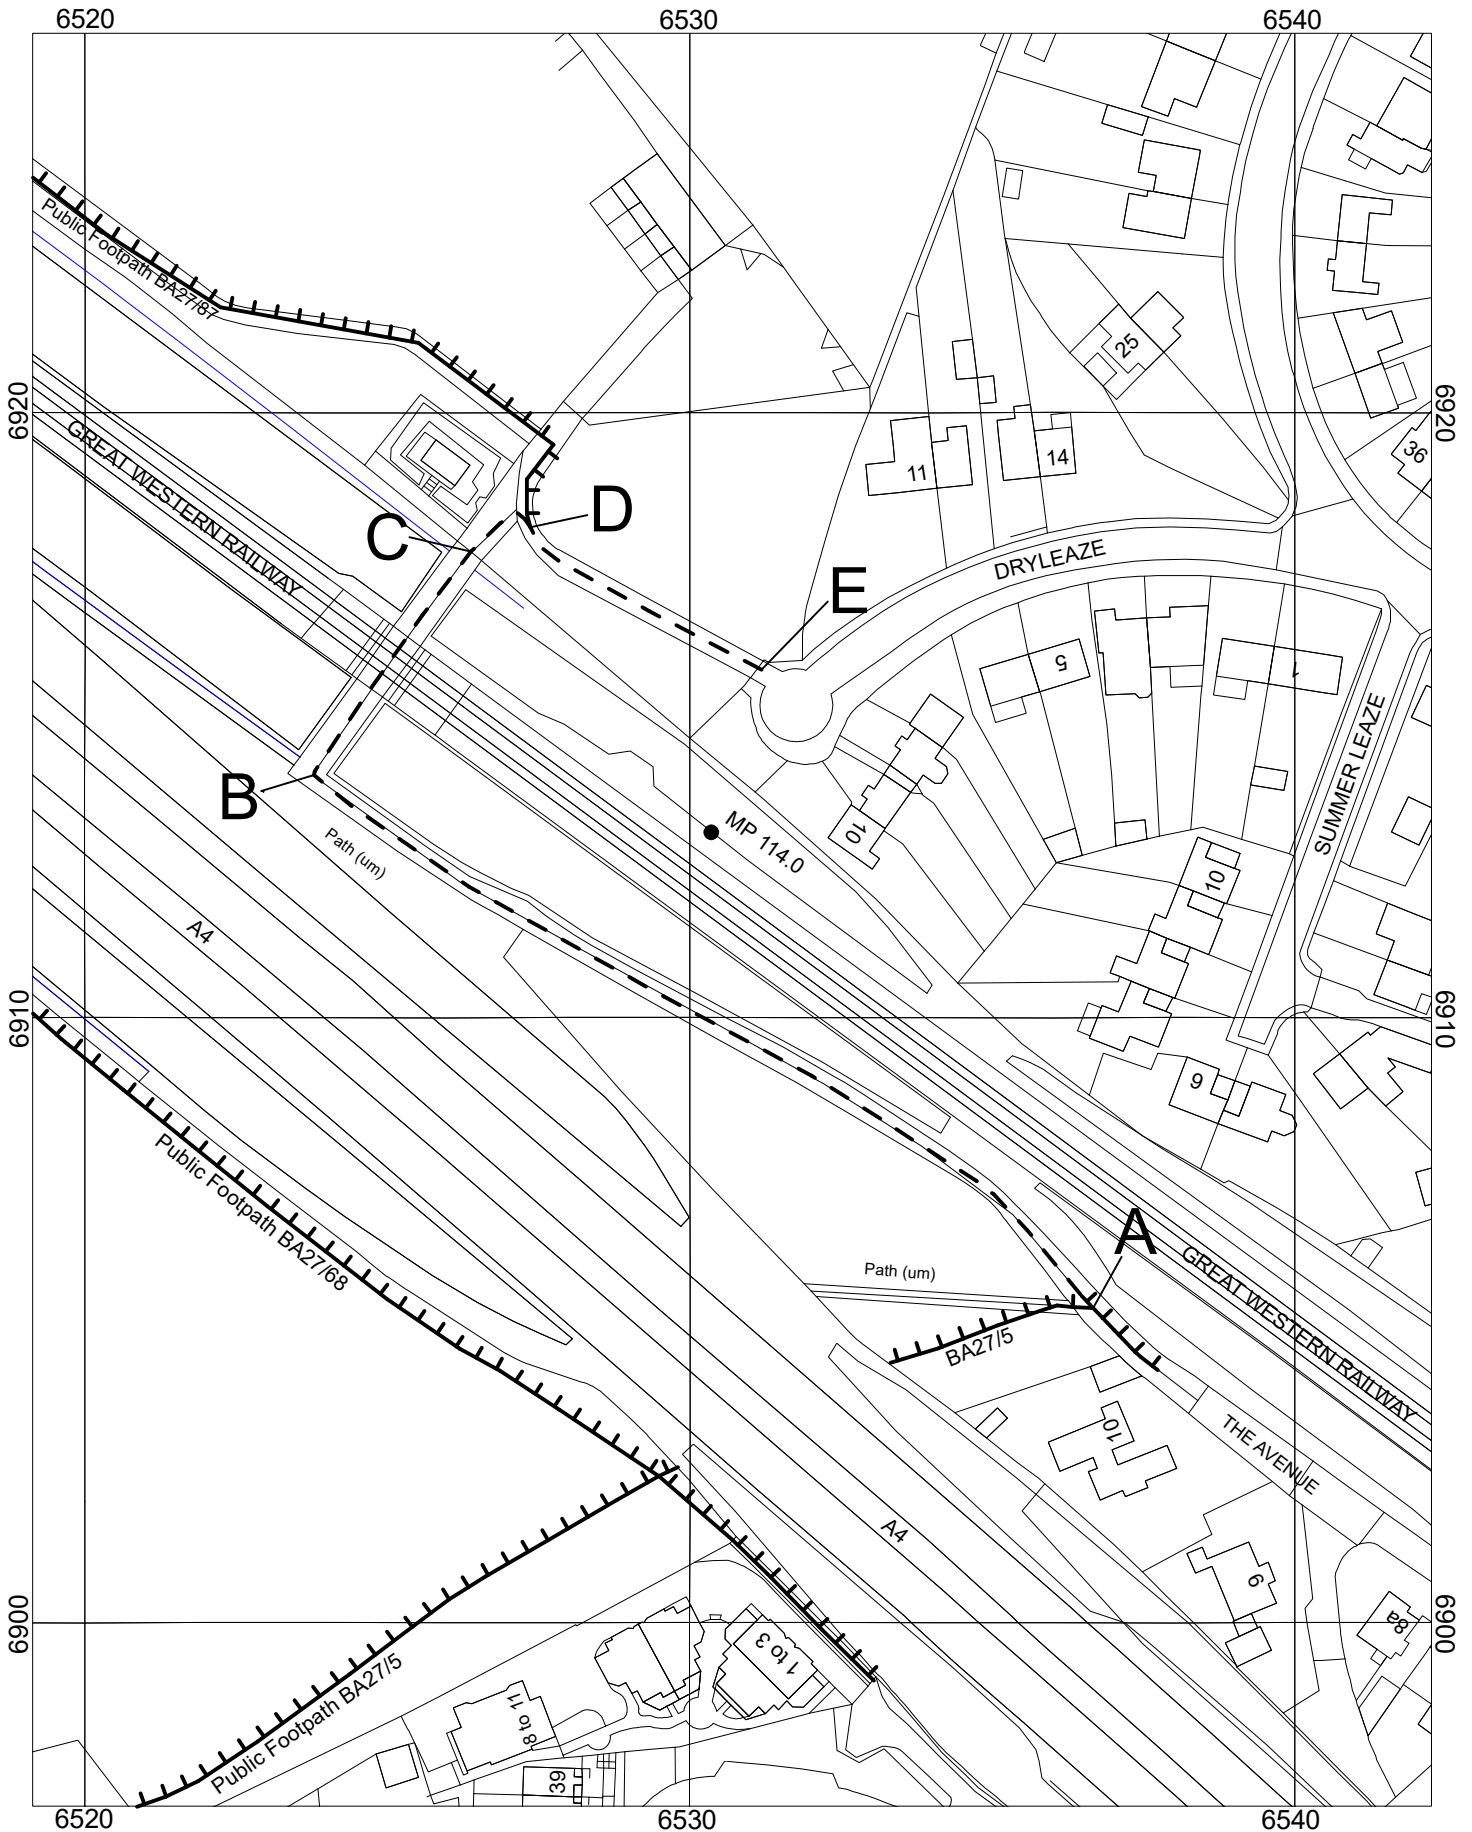 6520
6530
6540
Public Footpath BA27/87
25
6920
6920
GREAT WESTERN RAILWAY
11
14
36
D
C
DRYLEAZE
E
5
1
SUMMER LEAZE
B
MP 114.0
10
Path (um)
10
A4
6910
6910
9
Public Footpath BA27/68
A
Path (um)
GREAT WESTERN RAILWAY
BA27/5
10
THE AVENUE
A4
9
6900
6900
8a
1 to 3
Public Footpath BA27/5
8 to 11
39
6520
6530
6540